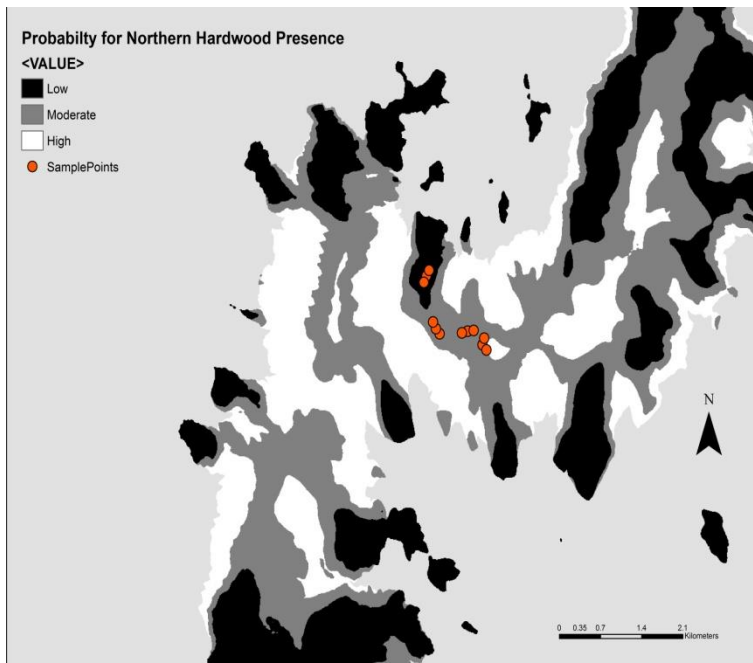 Probabilty for Northern Hardwood Presence
<VALUE>
Low
Moderate
High
SamplePoints
N
0 0.35 0.7 1.4 2.1
Kilometers